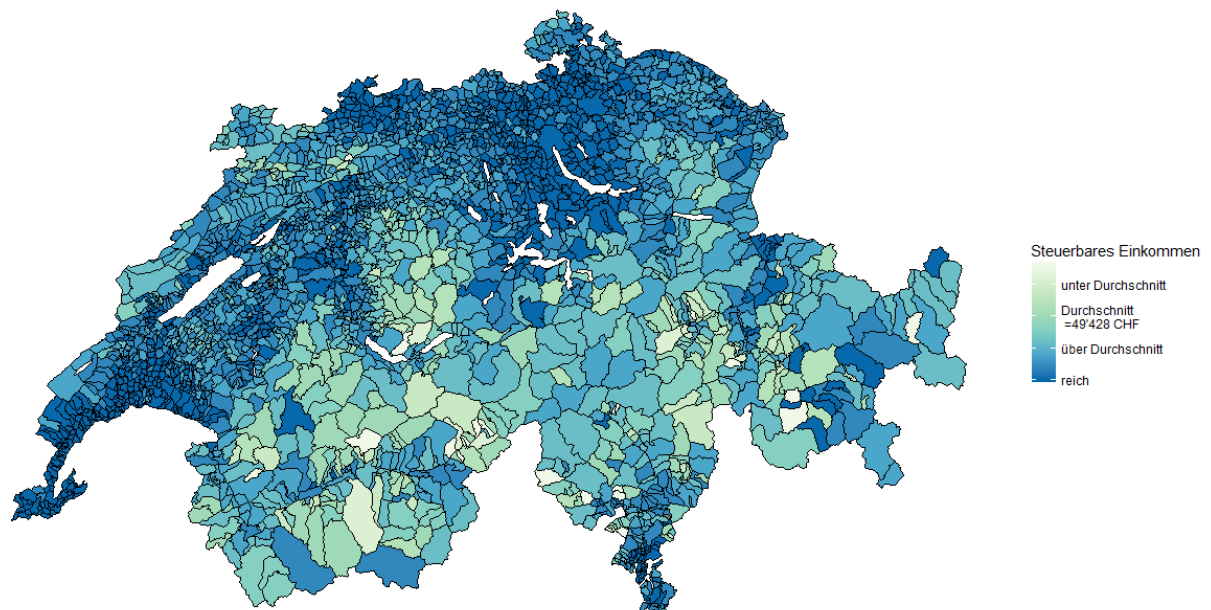 Steuerbares Einkommen
unter Durchschnitt
Durchschnitt
=49'428 CHF
über Durchschnitt
reich